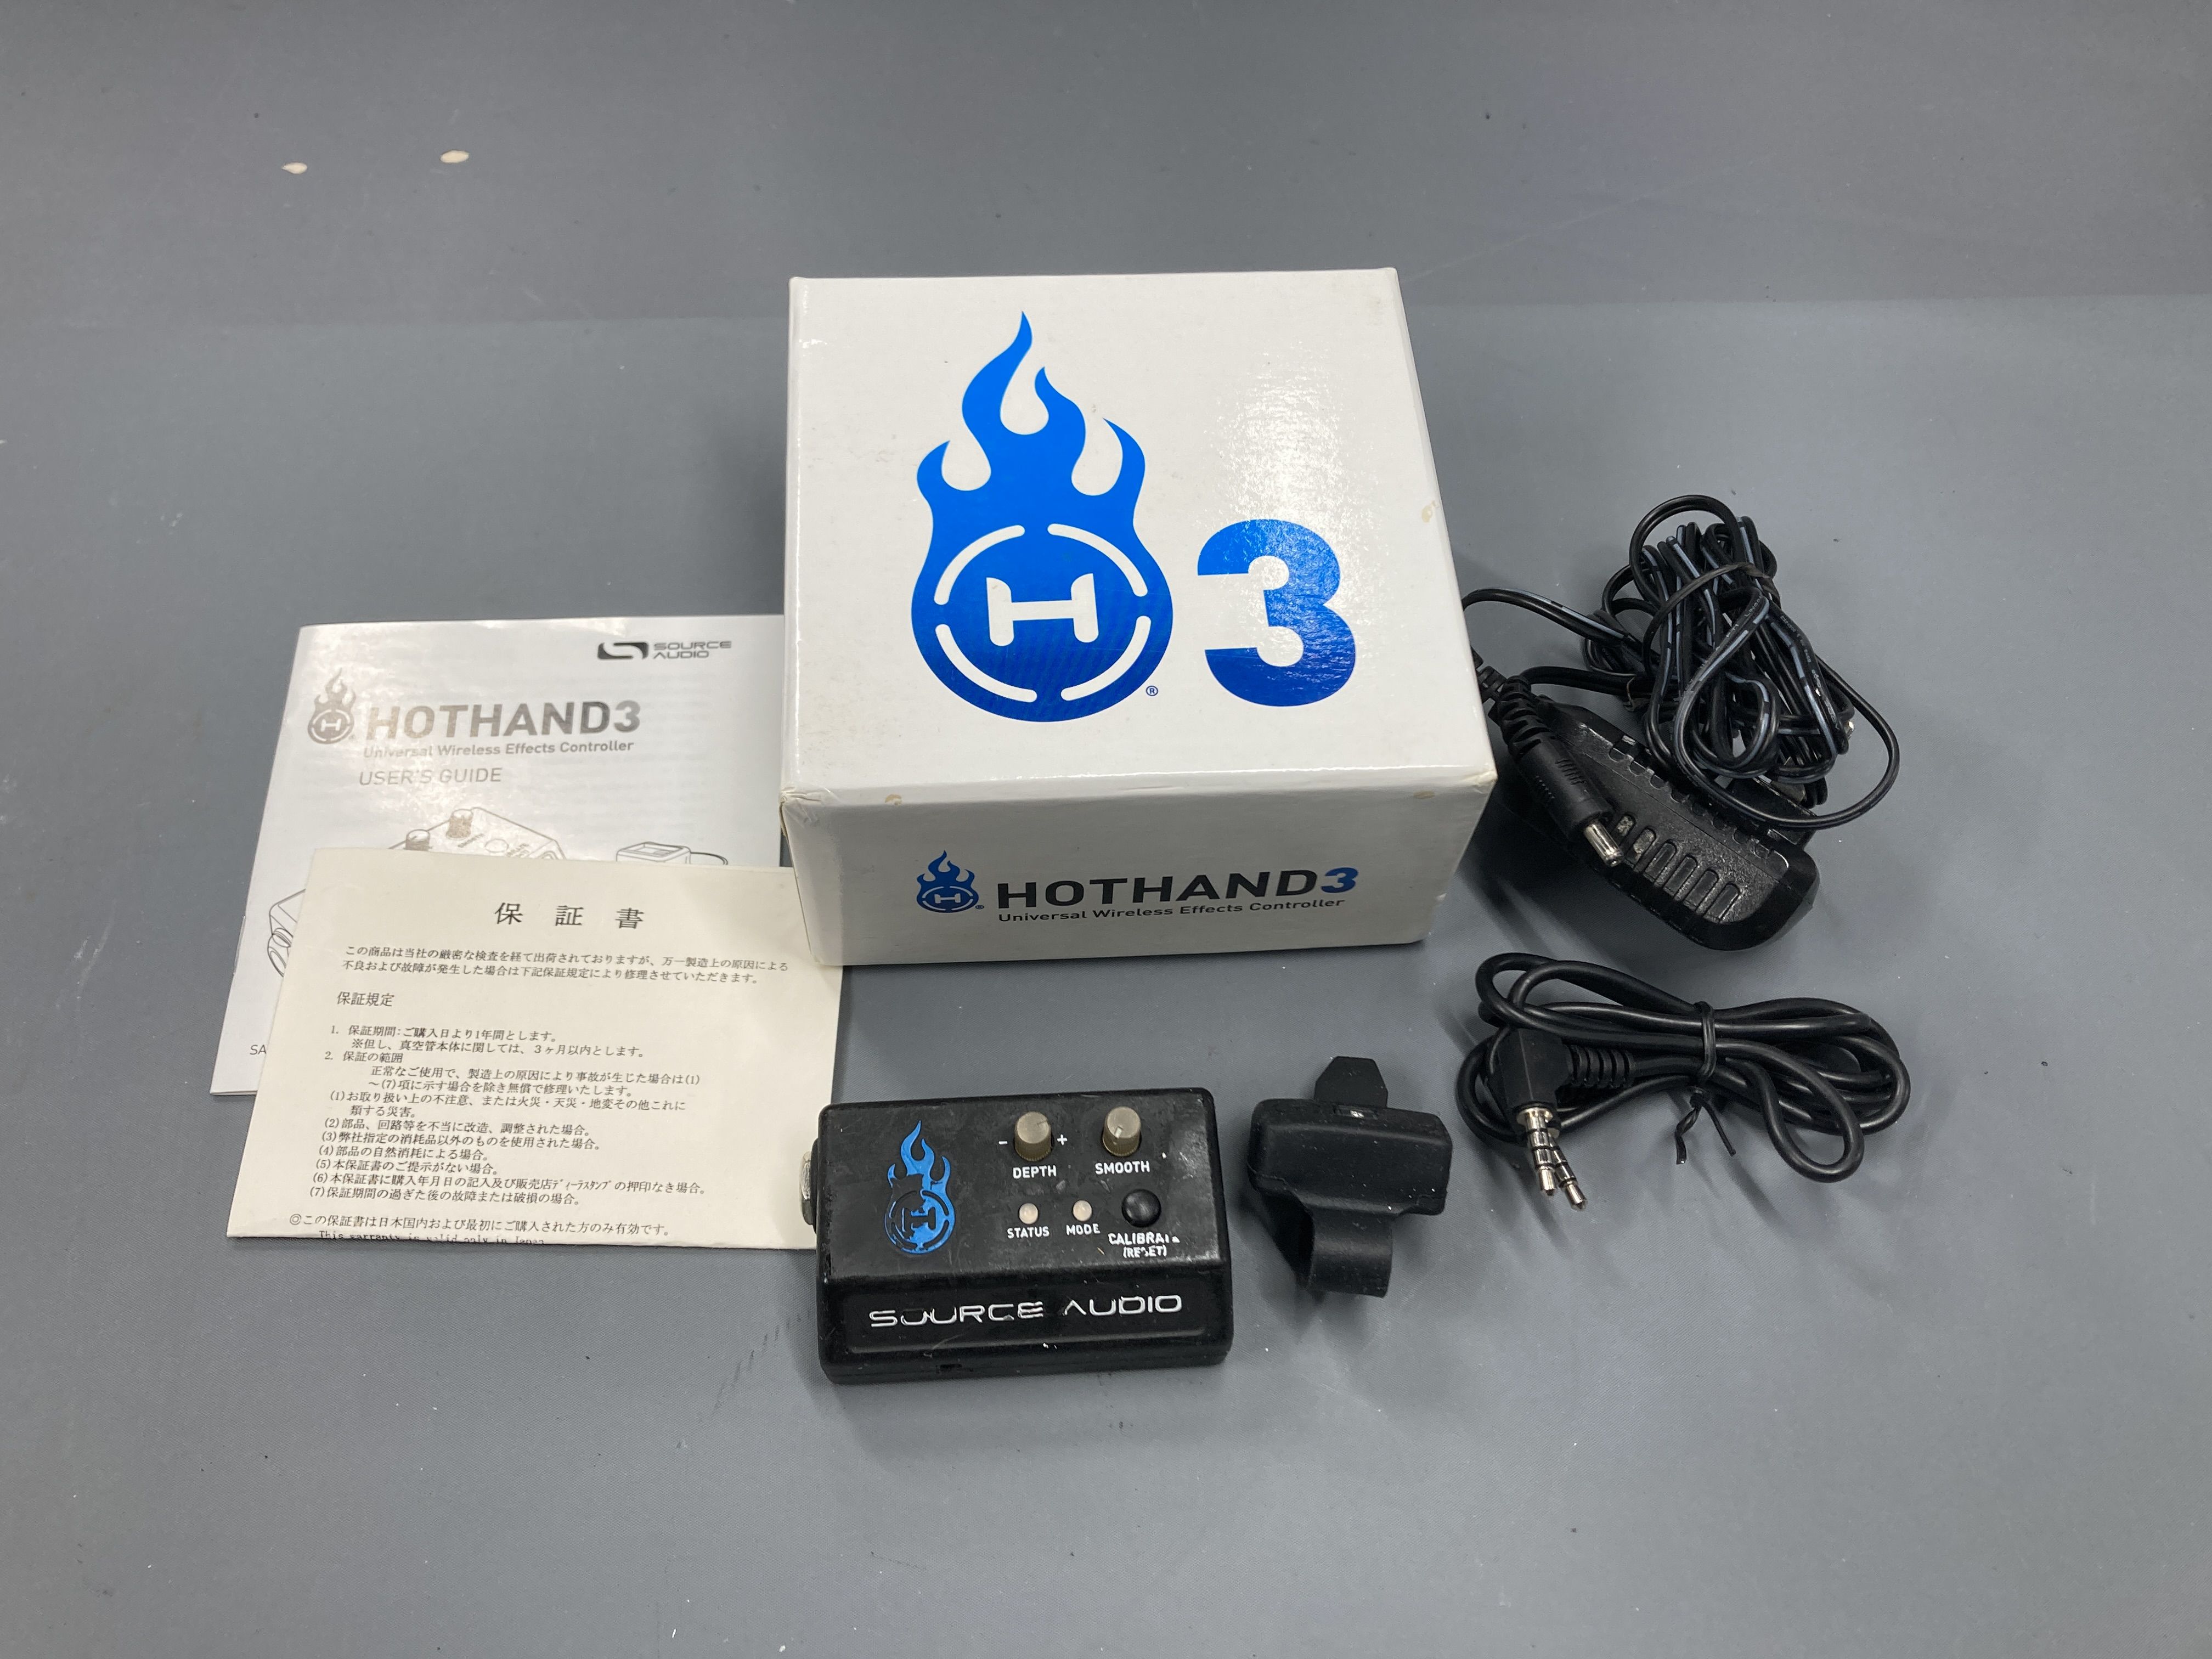 H
3
®
H
®
HOTHAND3
Universal Wireless Effects Controller
SOURCE
AUDIO
H
HOTHAND3
Universal Wireless Effects Controller
USER'S GUIDE
SA
保証書
この商品は当社の厳密な検査を経て出荷されておりますが、万一製造上の原因による
不良および故障が発生した場合は下記保証規定により修理させていただきます。
保証規定
1. 保証期間:ご購入日より1年間とします。
※但し、真空管本体に関しては、3ヶ月以内とします。
2. 保証の範囲
正常なご使用で、製造上の原因により事故が生じた場合は(1)
～(7)項に示す場合を除き無償で修理いたします。
(1)お取り扱い上の不注意、または火災・天災・地変その他これに
類する災害。
(2)部品、回路等を不当に改造、調整された場合。
(3)弊社指定の消耗品以外のものを使用された場合。
(4)部品の自然消耗による場合。
(5)本保証書のご提示がない場合。
(6)本保証書に購入年月日の記入及び販売店ﾃﾞｨｰﾗｽﾀﾝﾌﾟの押印なき場合。
(7)保証期間の過ぎた後の故障または破損の場合。
◎この保証書は日本国内および最初にご購入された方のみ有効です。
This warranty is valid only in Japan
H
- +
DEPTH
SMOOTH
STATUS
MODE
CALIBRA
(RESET)
SOURCE AUDIO